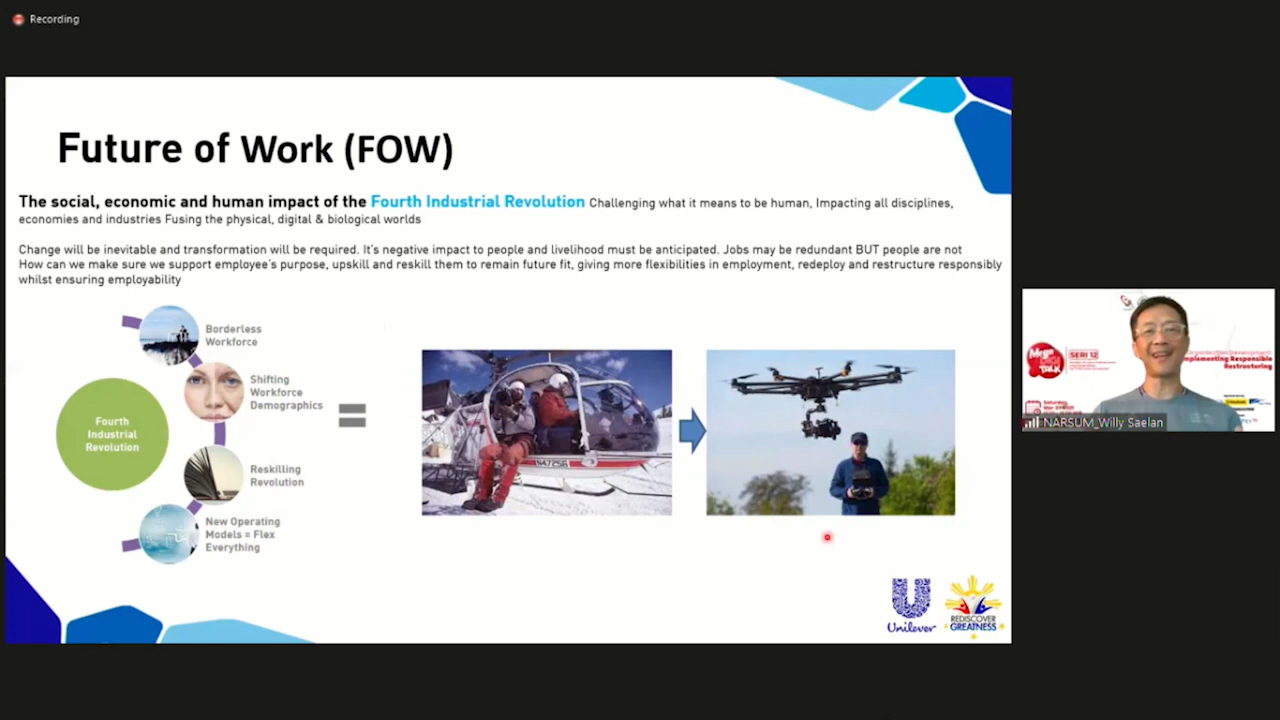 Recording
Future of Work (FOW)
The social, economic and human impact of the Fourth Industrial Revolution Challenging what it means to be human, Impacting all disciplines,
economies and industries Fusing the physical, digital & biological worlds
Change will be inevitable and transformation will be required. It's negative impact to people and livelihood must be anticipated. Jobs may be redundant BUT people are not
How can we make sure we support employee's purpose, upskill and reskill them to remain future fit, giving more flexibilities in employment, redeploy and restructure responsibly
whilst ensuring employability
Borderless
Workforce
Shifting
Workforce
Demographics
Fourth
Industrial
Revolution
Reskilling
Revolution
New Operating
Models = Flex
Everything
N4725G
Unilever
REDISCOVER
GREATNESS
SERI 12
TALK
Implementing Responsible
Restructuring
Saturday,
NARSUM_Willy Saelan